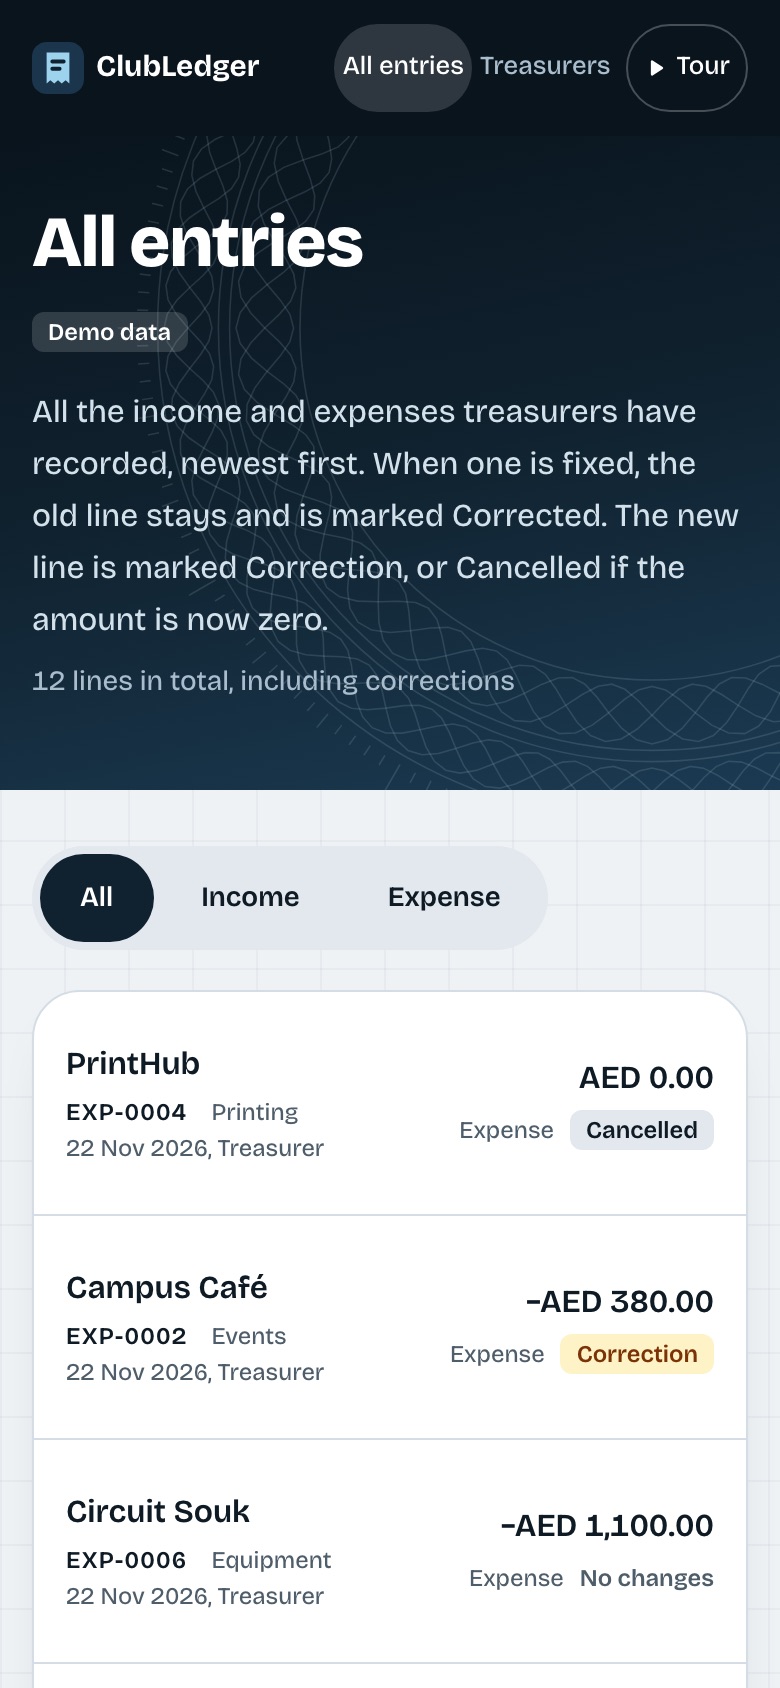 ClubLedger
All entries
Treasurers
Tour
All entries
Demo data
All the income and expenses treasurers have
recorded, newest first. When one is fixed, the
old line stays and is marked Corrected. The new
line is marked Correction, or Cancelled if the
amount is now zero.
12 lines in total, including corrections
All
Income
Expense
PrintHub
EXP-0004 Printing
22 Nov 2026, Treasurer
AED 0.00
Expense Cancelled
Campus Café
EXP-0002 Events
22 Nov 2026, Treasurer
−AED 380.00
Expense Correction
Circuit Souk
EXP-0006 Equipment
22 Nov 2026, Treasurer
−AED 1,100.00
Expense No changes